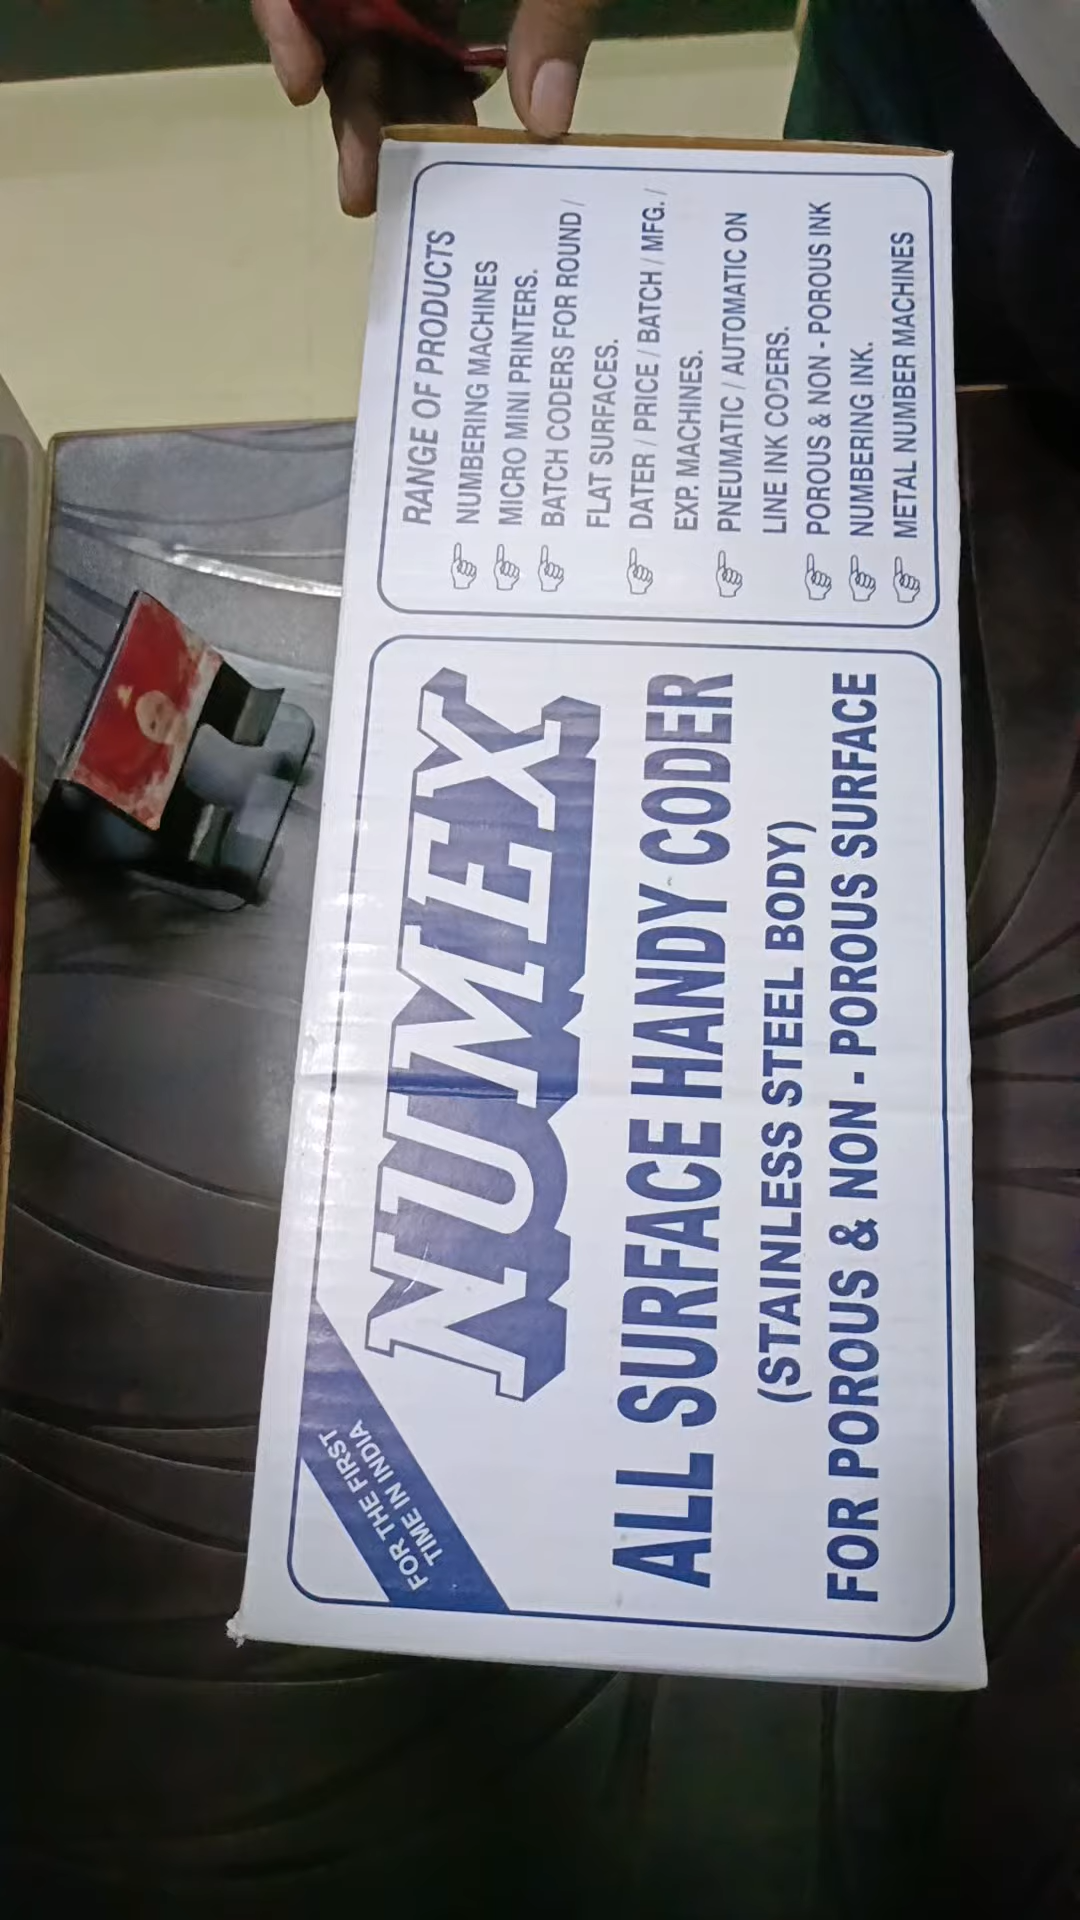 FOR THE FIRST
TIME IN INDIA
NUMEX
ALL SURFACE HANDY CODER
(STAINLESS STEEL BODY)
FOR POROUS & NON - POROUS SURFACE
RANGE OF PRODUCTS
NUMBERING MACHINES
MICRO MINI PRINTERS.
BATCH CODERS FOR ROUND /
FLAT SURFACES.
DATER / PRICE / BATCH / MFG. /
EXP. MACHINES.
PNEUMATIC / AUTOMATIC ON
LINE INK CODERS.
POROUS & NON - POROUS INK
NUMBERING INK.
METAL NUMBER MACHINES